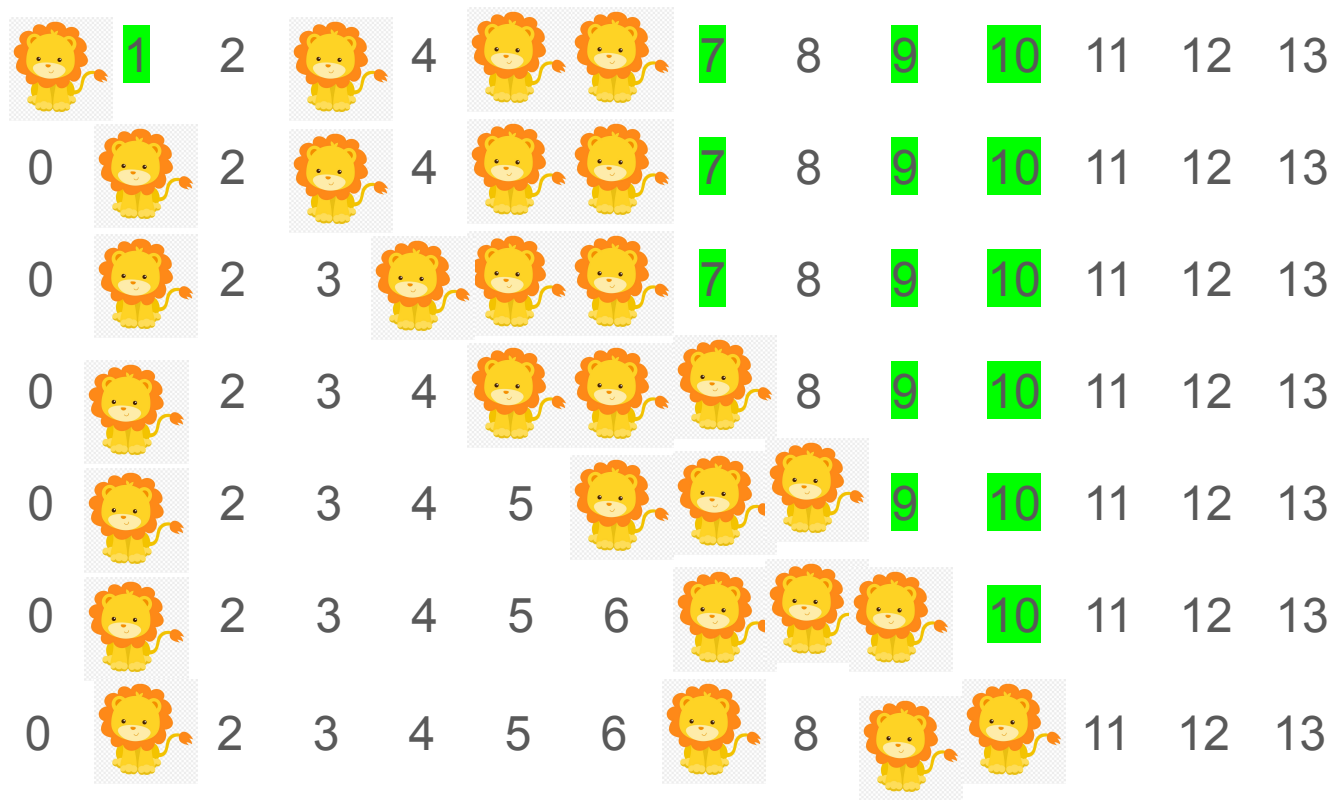 1 2 4 7 8 9 10 11 12 13
0 2 4 7 8 9 10 11 12 13
0 2 3 7 8 9 10 11 12 13
0 2 3 4 8 9 10 11 12 13
0 2 3 4 5 9 10 11 12 13
0 2 3 4 5 6 10 11 12 13
0 2 3 4 5 6 8 11 12 13